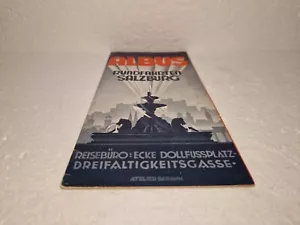 ALBUS
RUNDFAHRTEN
SALZBURG
REISEBÜRO: ECKE DOLLFUSSPLATZ-
DREIFALTIGKEITSGASSE·